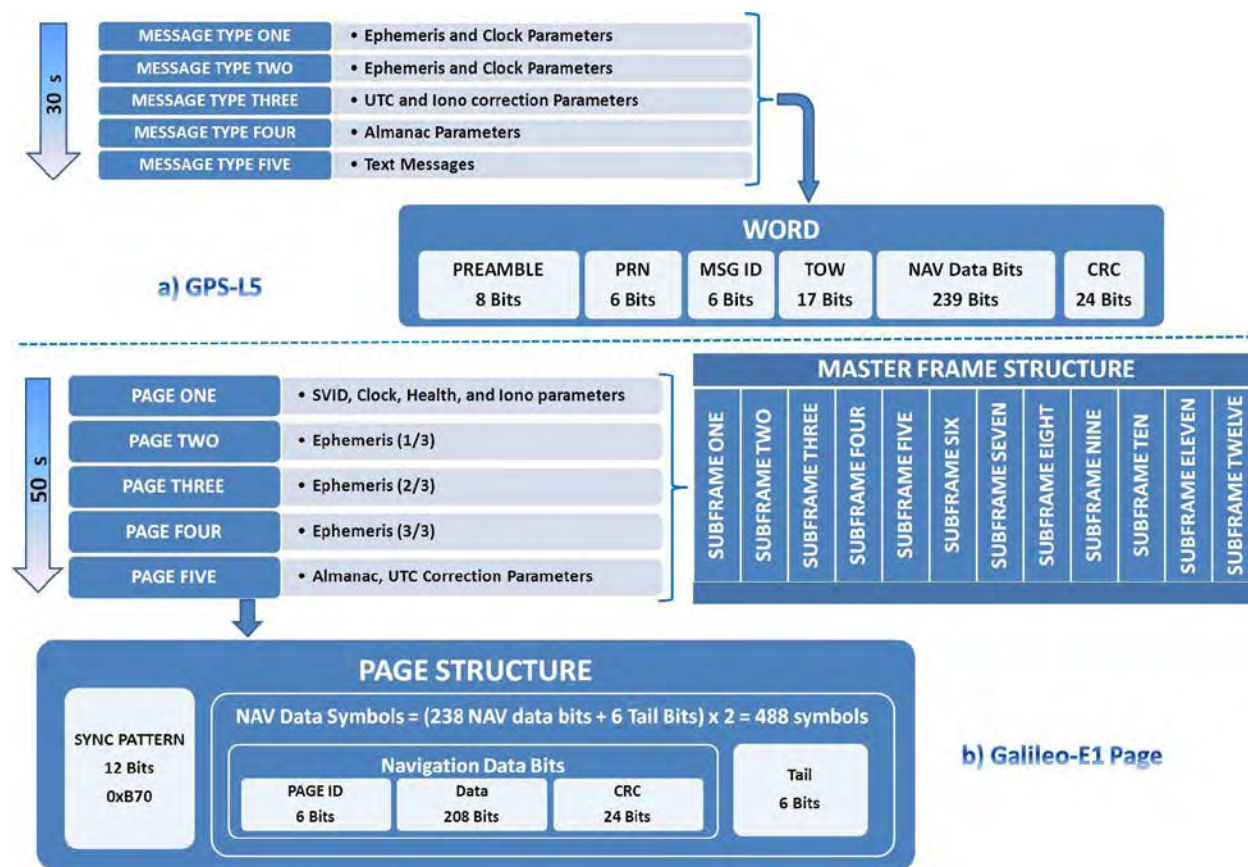 30 s
MESSAGE TYPE ONE • Ephemeris and Clock Parameters
MESSAGE TYPE TWO • Ephemeris and Clock Parameters
MESSAGE TYPE THREE • UTC and Iono correction Parameters
MESSAGE TYPE FOUR • Almanac Parameters
MESSAGE TYPE FIVE • Text Messages
WORD
PREAMBLE PRN MSG ID TOW NAV Data Bits CRC
8 Bits 6 Bits 6 Bits 17 Bits 239 Bits 24 Bits
a) GPS-L5
50 s
PAGE ONE • SVID, Clock, Health, and Iono parameters
PAGE TWO • Ephemeris (1/3)
PAGE THREE • Ephemeris (2/3)
PAGE FOUR • Ephemeris (3/3)
PAGE FIVE • Almanac, UTC Correction Parameters
MASTER FRAME STRUCTURE
SUBFRAME ONE
SUBFRAME TWO
SUBFRAME THREE
SUBFRAME FOUR
SUBFRAME FIVE
SUBFRAME SIX
SUBFRAME SEVEN
SUBFRAME EIGHT
SUBFRAME NINE
SUBFRAME TEN
SUBFRAME ELEVEN
SUBFRAME TWELVE
PAGE STRUCTURE
SYNC PATTERN
12 Bits
0xB70
NAV Data Symbols = (238 NAV data bits + 6 Tail Bits) x 2 = 488 symbols
Navigation Data Bits
PAGE ID Data CRC
6 Bits 208 Bits 24 Bits
Tail
6 Bits
b) Galileo-E1 Page